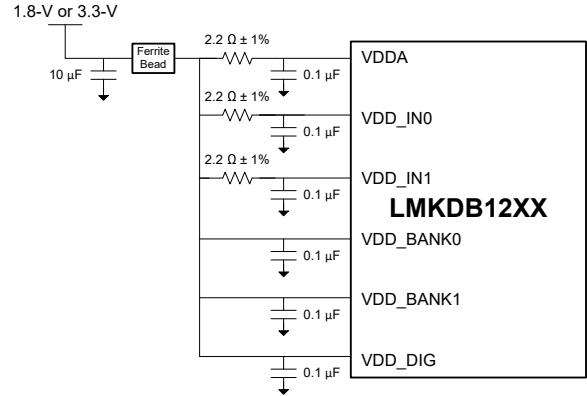 1.8-V or 3.3-V
Ferrite
Bead
10 µF
2.2 Ω ± 1%
0.1 µF
VDDA
2.2 Ω ± 1%
0.1 µF
VDD_IN0
2.2 Ω ± 1%
0.1 µF
VDD_IN1
LMKDB12XX
0.1 µF
VDD_BANK0
0.1 µF
VDD_BANK1
0.1 µF
VDD_DIG